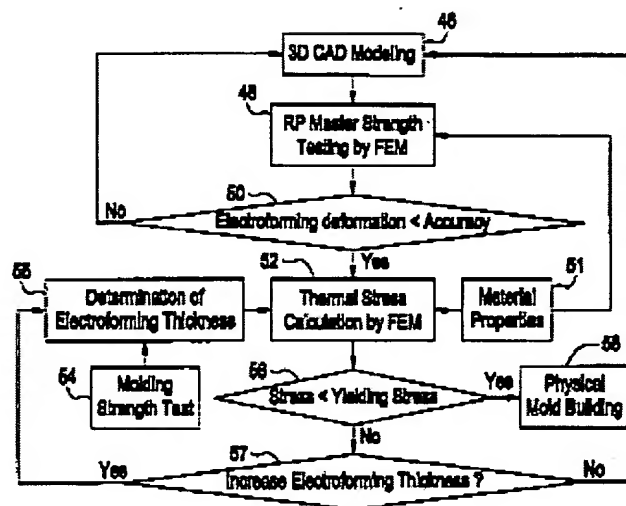 46
3D CAD Modeling
48
RP Master Strength
Testing by FEM
50
No
Electroforming deformation < Accuracy
Yes
55
52
51
Determination of
Electroforming Thickness
Thermal Stress
Calculation by FEM
Material
Properties
54
Molding
Strength Test
56
Stress < Yielding Stress
Yes
58
Physical
Mold Building
No
57
Yes
Increase Electroforming Thickness ?
No